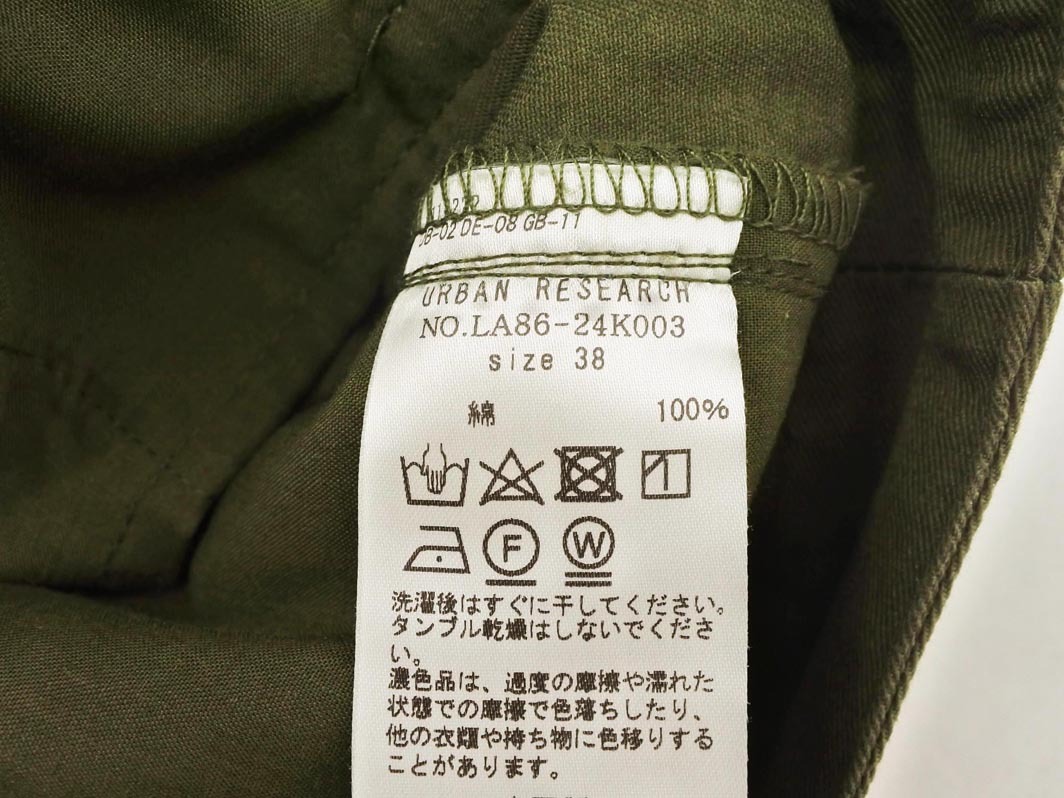 DE-08 GB-11
URBAN RESEARCH
NO.LA86-24K003
size 38
綿 100%
F W
洗濯後はすぐに干してください。
タンブル乾燥はしないでくださ
い。
濃色品は、過度の摩擦や濡れた
状態での摩擦で色落ちしたり、
他の衣類や持ち物に色移りする
ことがあります。